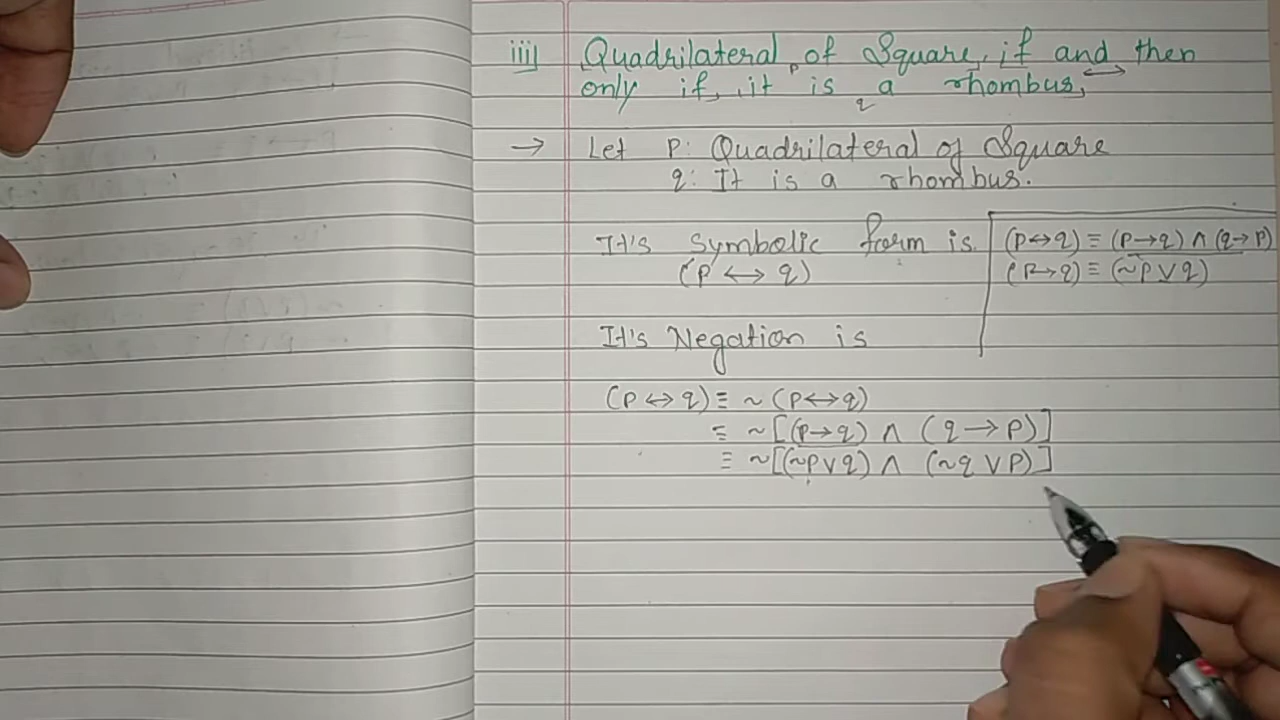 iii] Quadrilateral of Square, if and then
p
only if, it is a rhombus,
q
→ Let P: Quadrilateral of Square
q: It is a rhombus.
It's Symbolic form is
(P ↔ q)
(P↔q) ≡ (P→q) ∧ (q→P)
(P→q) ≡ (~P∨q)
It's Negation is
(P↔q) ≡ ~(P↔q)
≡ ~[(P→q) ∧ (q→P)]
≡ ~[(~P∨q) ∧ (~q∨P)]